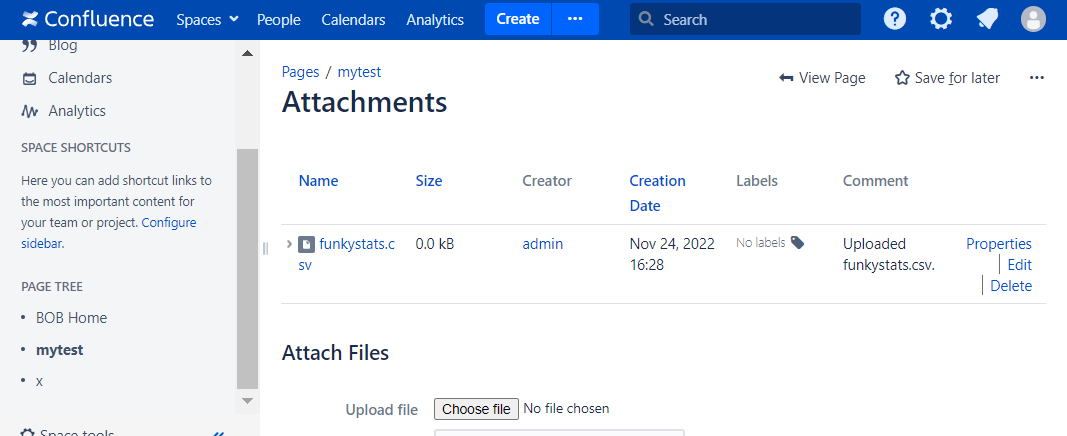 Confluence Spaces People Calendars Analytics Create Search
Blog
Calendars
Analytics
SPACE SHORTCUTS
Here you can add shortcut links to
the most important content for
your team or project. Configure
sidebar.
PAGE TREE
BOB Home
mytest
x
Space tools
Pages / mytest
View Page Save for later
Attachments
Name Size Creator Creation Date Labels Comment
funkystats.c
sv
0.0 kB admin
Nov 24, 2022
16:28
No labels
Uploaded
funkystats.csv.
Properties
Edit
Delete
Attach Files
Upload file Choose file No file chosen